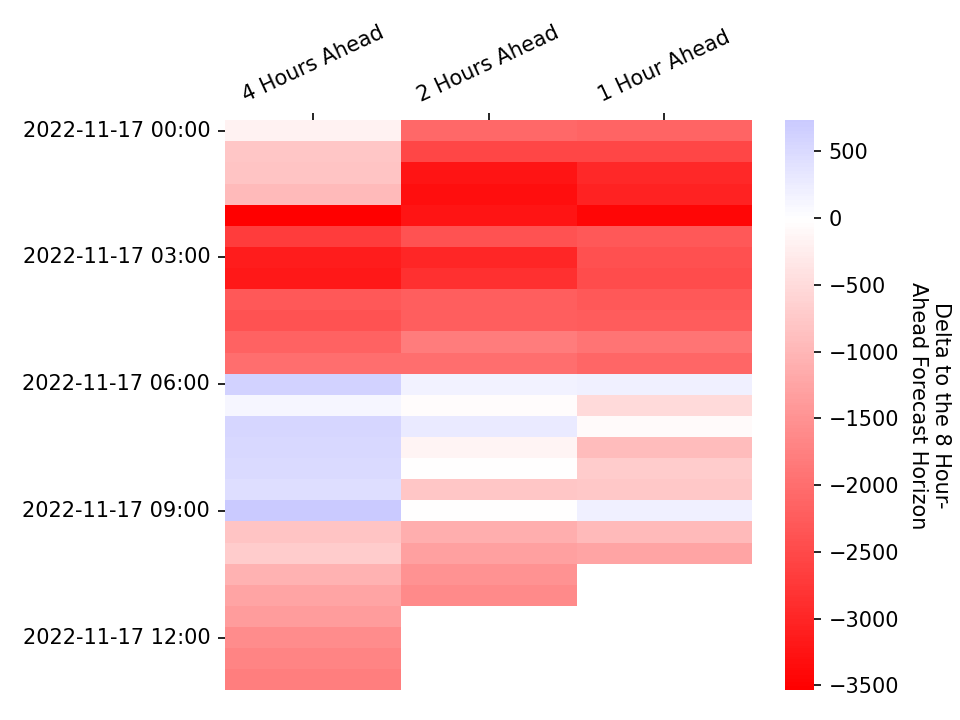 4 Hours Ahead
2 Hours Ahead
1 Hour Ahead
2022-11-17 00:00
2022-11-17 03:00
2022-11-17 06:00
2022-11-17 09:00
2022-11-17 12:00
500
0
−500
−1000
−1500
−2000
−2500
−3000
−3500
Delta to the 8 Hour-
Ahead Forecast Horizon